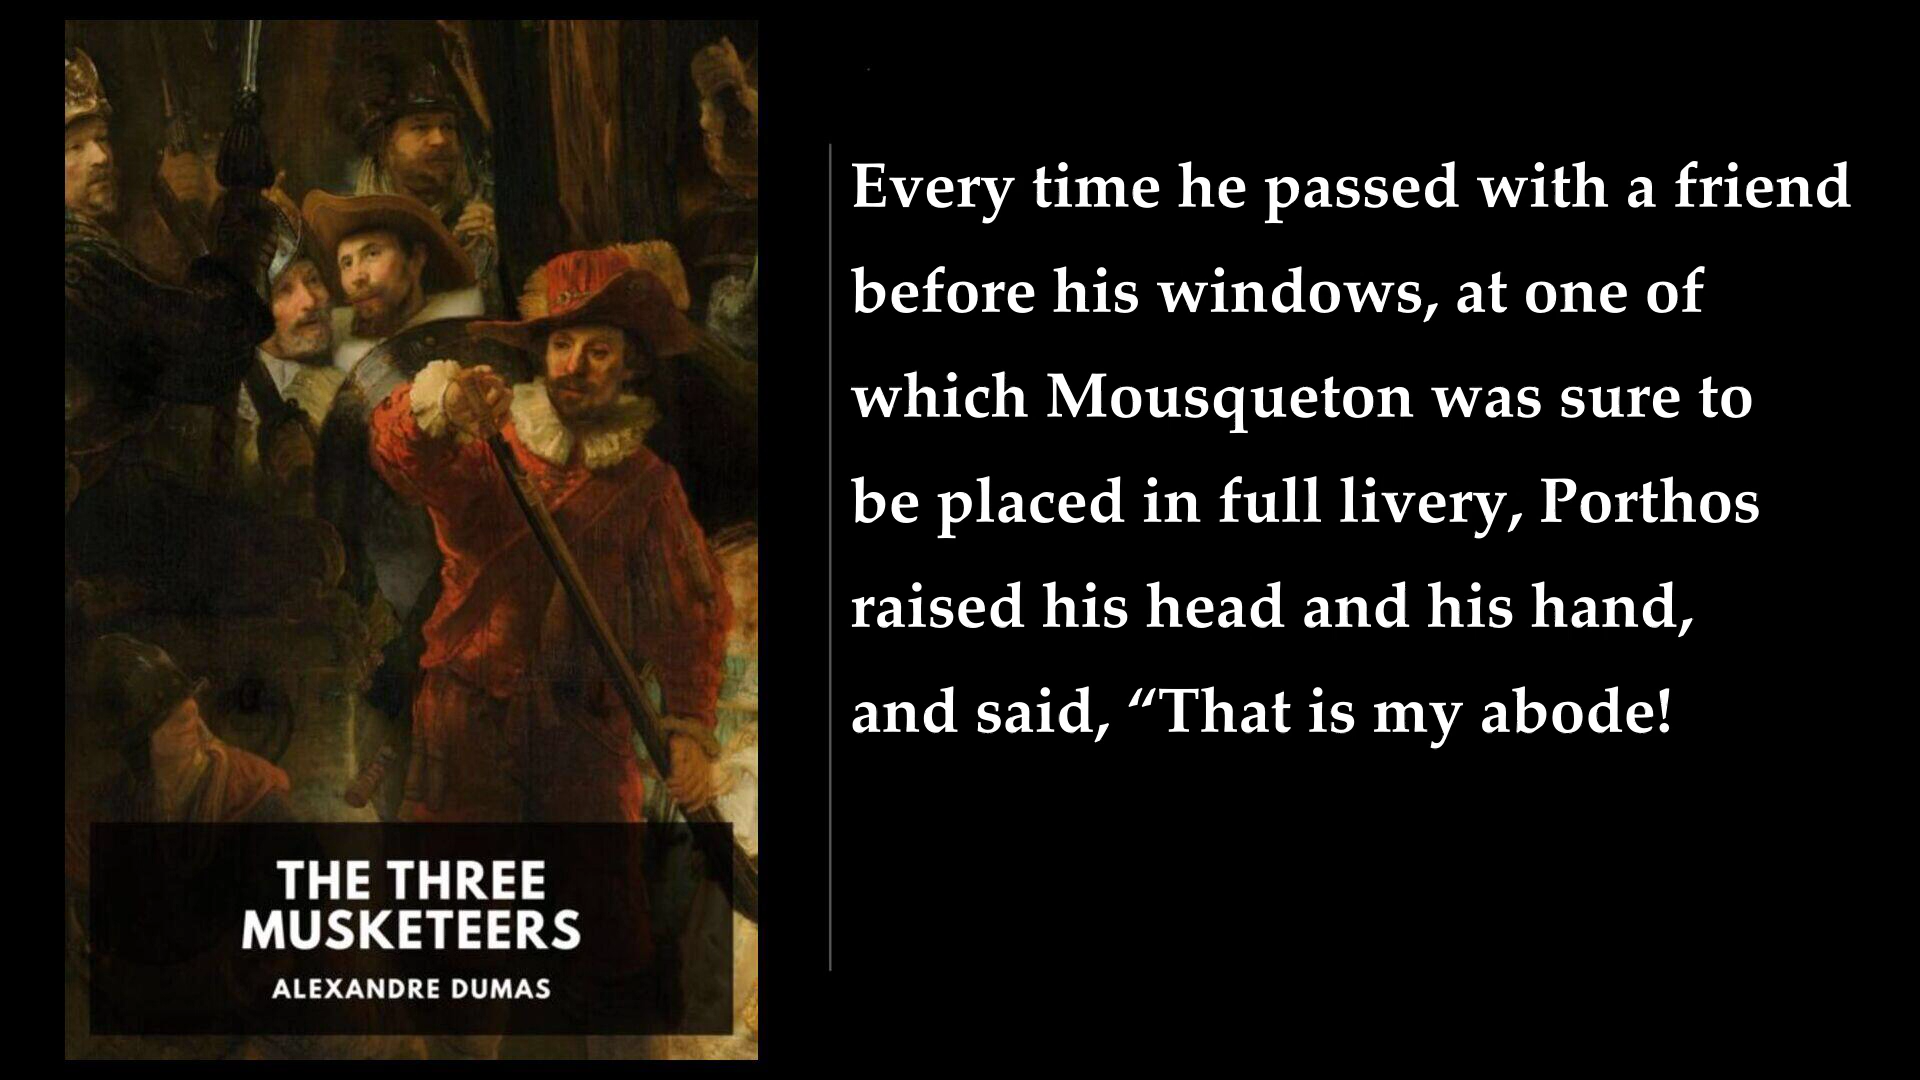 Every time he passed with a friend
before his windows, at one of
which Mousqueton was sure to
be placed in full livery, Porthos
raised his head and his hand,
and said, “That is my abode!
THE THREE
MUSKETEERS
ALEXANDRE DUMAS